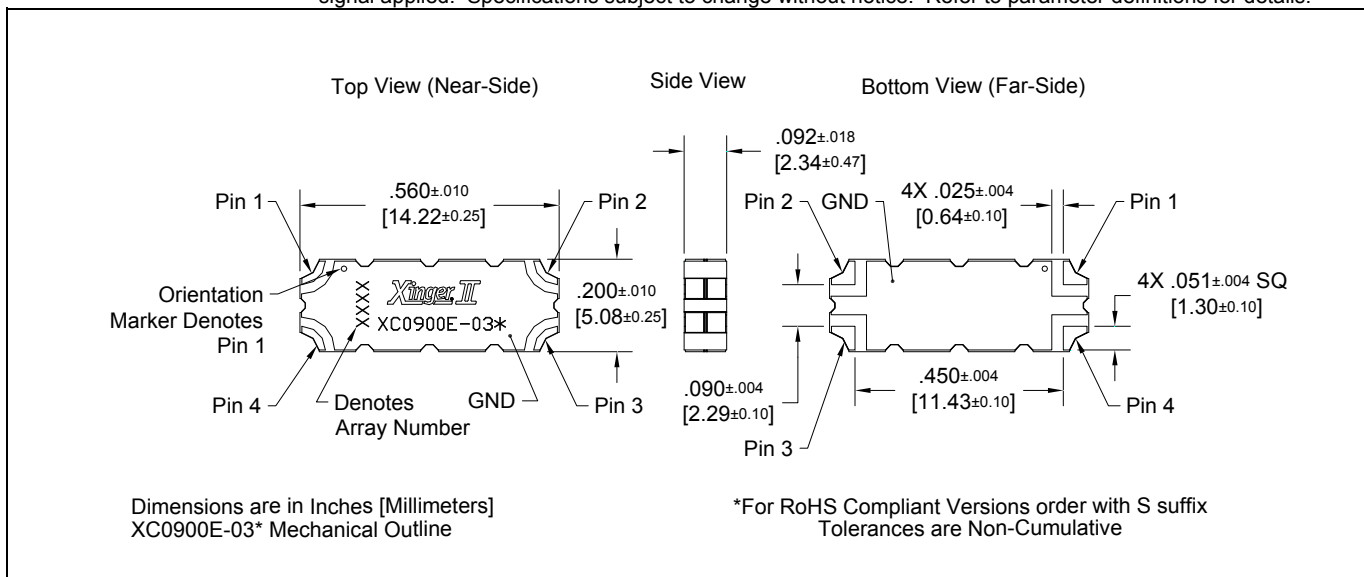 signal applied. Specifications subject to change without notice. Refer to parameter definitions for details.
Top View (Near-Side)
Side View
Bottom View (Far-Side)
.092±.018
[2.34±0.47]
.560±.010
[14.22±0.25]
Pin 1
Pin 2
Orientation
Marker Denotes
Pin 1
XXXX
Xinger II
XC0900E-03*
.200±.010
[5.08±0.25]
Pin 4
Denotes
Array Number
GND
Pin 3
Pin 2
GND
4X .025±.004
[0.64±0.10]
Pin 1
4X .051±.004 SQ
[1.30±0.10]
.090±.004
[2.29±0.10]
.450±.004
[11.43±0.10]
Pin 3
Pin 4
Dimensions are in Inches [Millimeters]
XC0900E-03* Mechanical Outline
*For RoHS Compliant Versions order with S suffix
Tolerances are Non-Cumulative